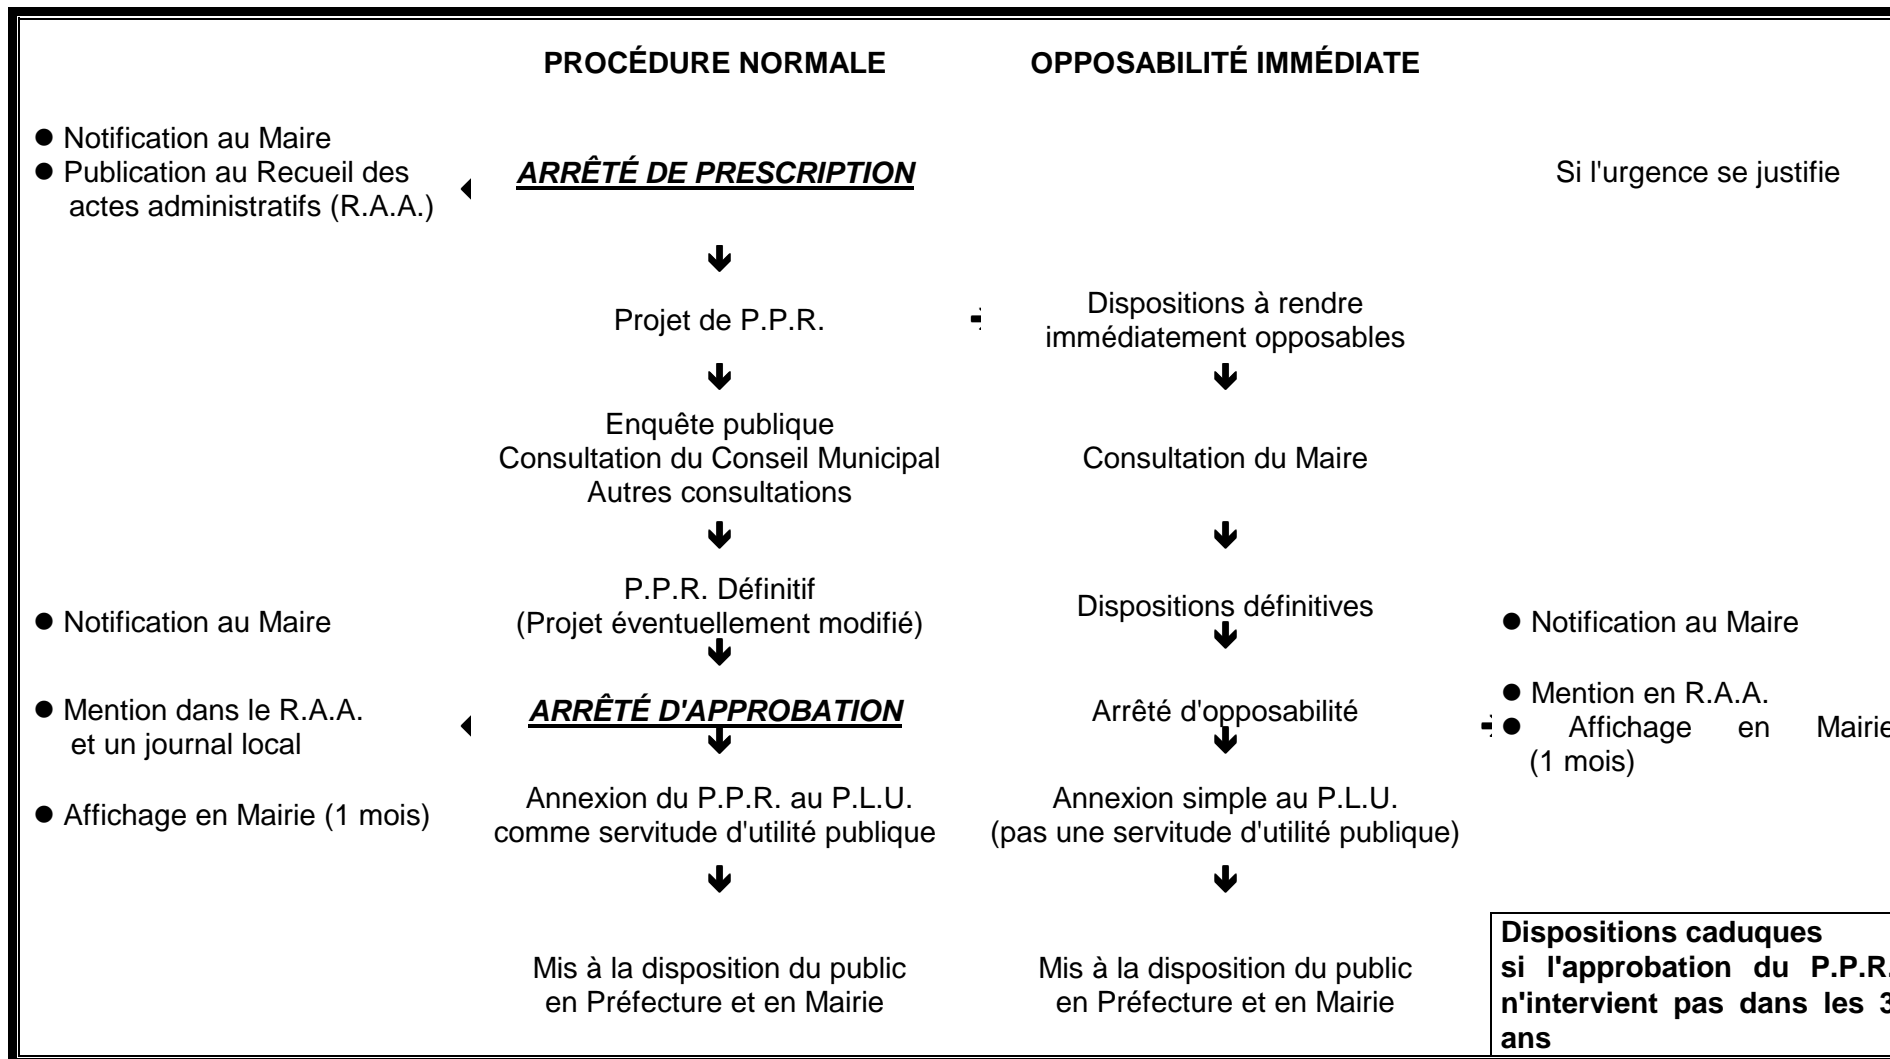 PROCÉDURE NORMALE
OPPOSABILITÉ IMMÉDIATE
● Notification au Maire
● Publication au Recueil des
actes administratifs (R.A.A.)
ARRÊTÉ DE PRESCRIPTION
Si l'urgence se justifie
Projet de P.P.R.
Dispositions à rendre
immédiatement opposables
Enquête publique
Consultation du Conseil Municipal
Autres consultations
Consultation du Maire
● Notification au Maire
P.P.R. Définitif
(Projet éventuellement modifié)
Dispositions définitives
● Notification au Maire
● Mention dans le R.A.A.
et un journal local
ARRÊTÉ D'APPROBATION
Arrêté d'opposabilité
● Mention en R.A.A.
● Affichage en Mairie
(1 mois)
● Affichage en Mairie (1 mois)
Annexion du P.P.R. au P.L.U.
comme servitude d'utilité publique
Annexion simple au P.L.U.
(pas une servitude d'utilité publique)
Mis à la disposition du public
en Préfecture et en Mairie
Mis à la disposition du public
en Préfecture et en Mairie
Dispositions caduques
si l'approbation du P.P.R.
n'intervient pas dans les 3
ans